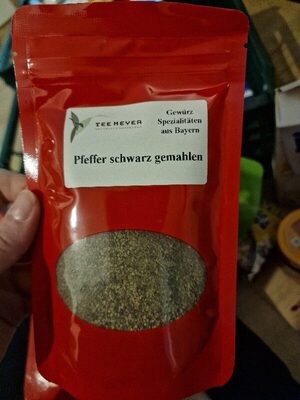 TEE MEYER
Gewürz
Spezialitäten
aus Bayern
Pfeffer schwarz gemahlen